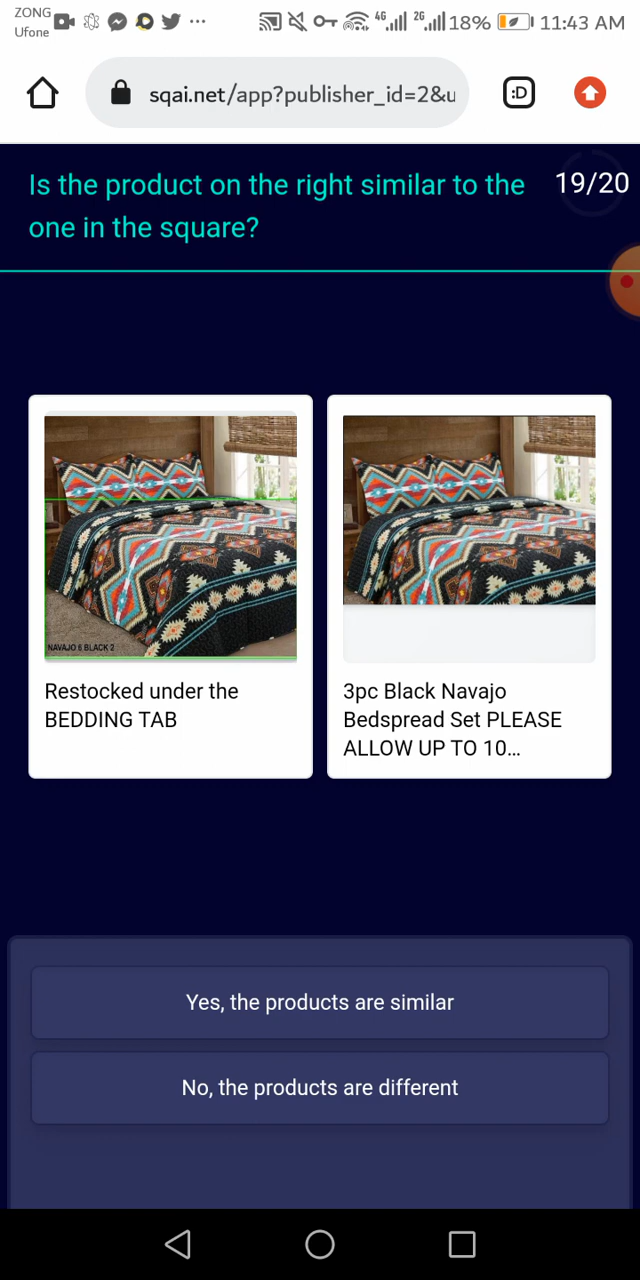 ZONG
Ufone
4G
2G
18%
11:43 AM
sqai.net/app?publisher_id=2&u
:D
Is the product on the right similar to the
one in the square?
19/20
NAVAJO 6 BLACK 2
Restocked under the
BEDDING TAB
3pc Black Navajo
Bedspread Set PLEASE
ALLOW UP TO 10...
Yes, the products are similar
No, the products are different